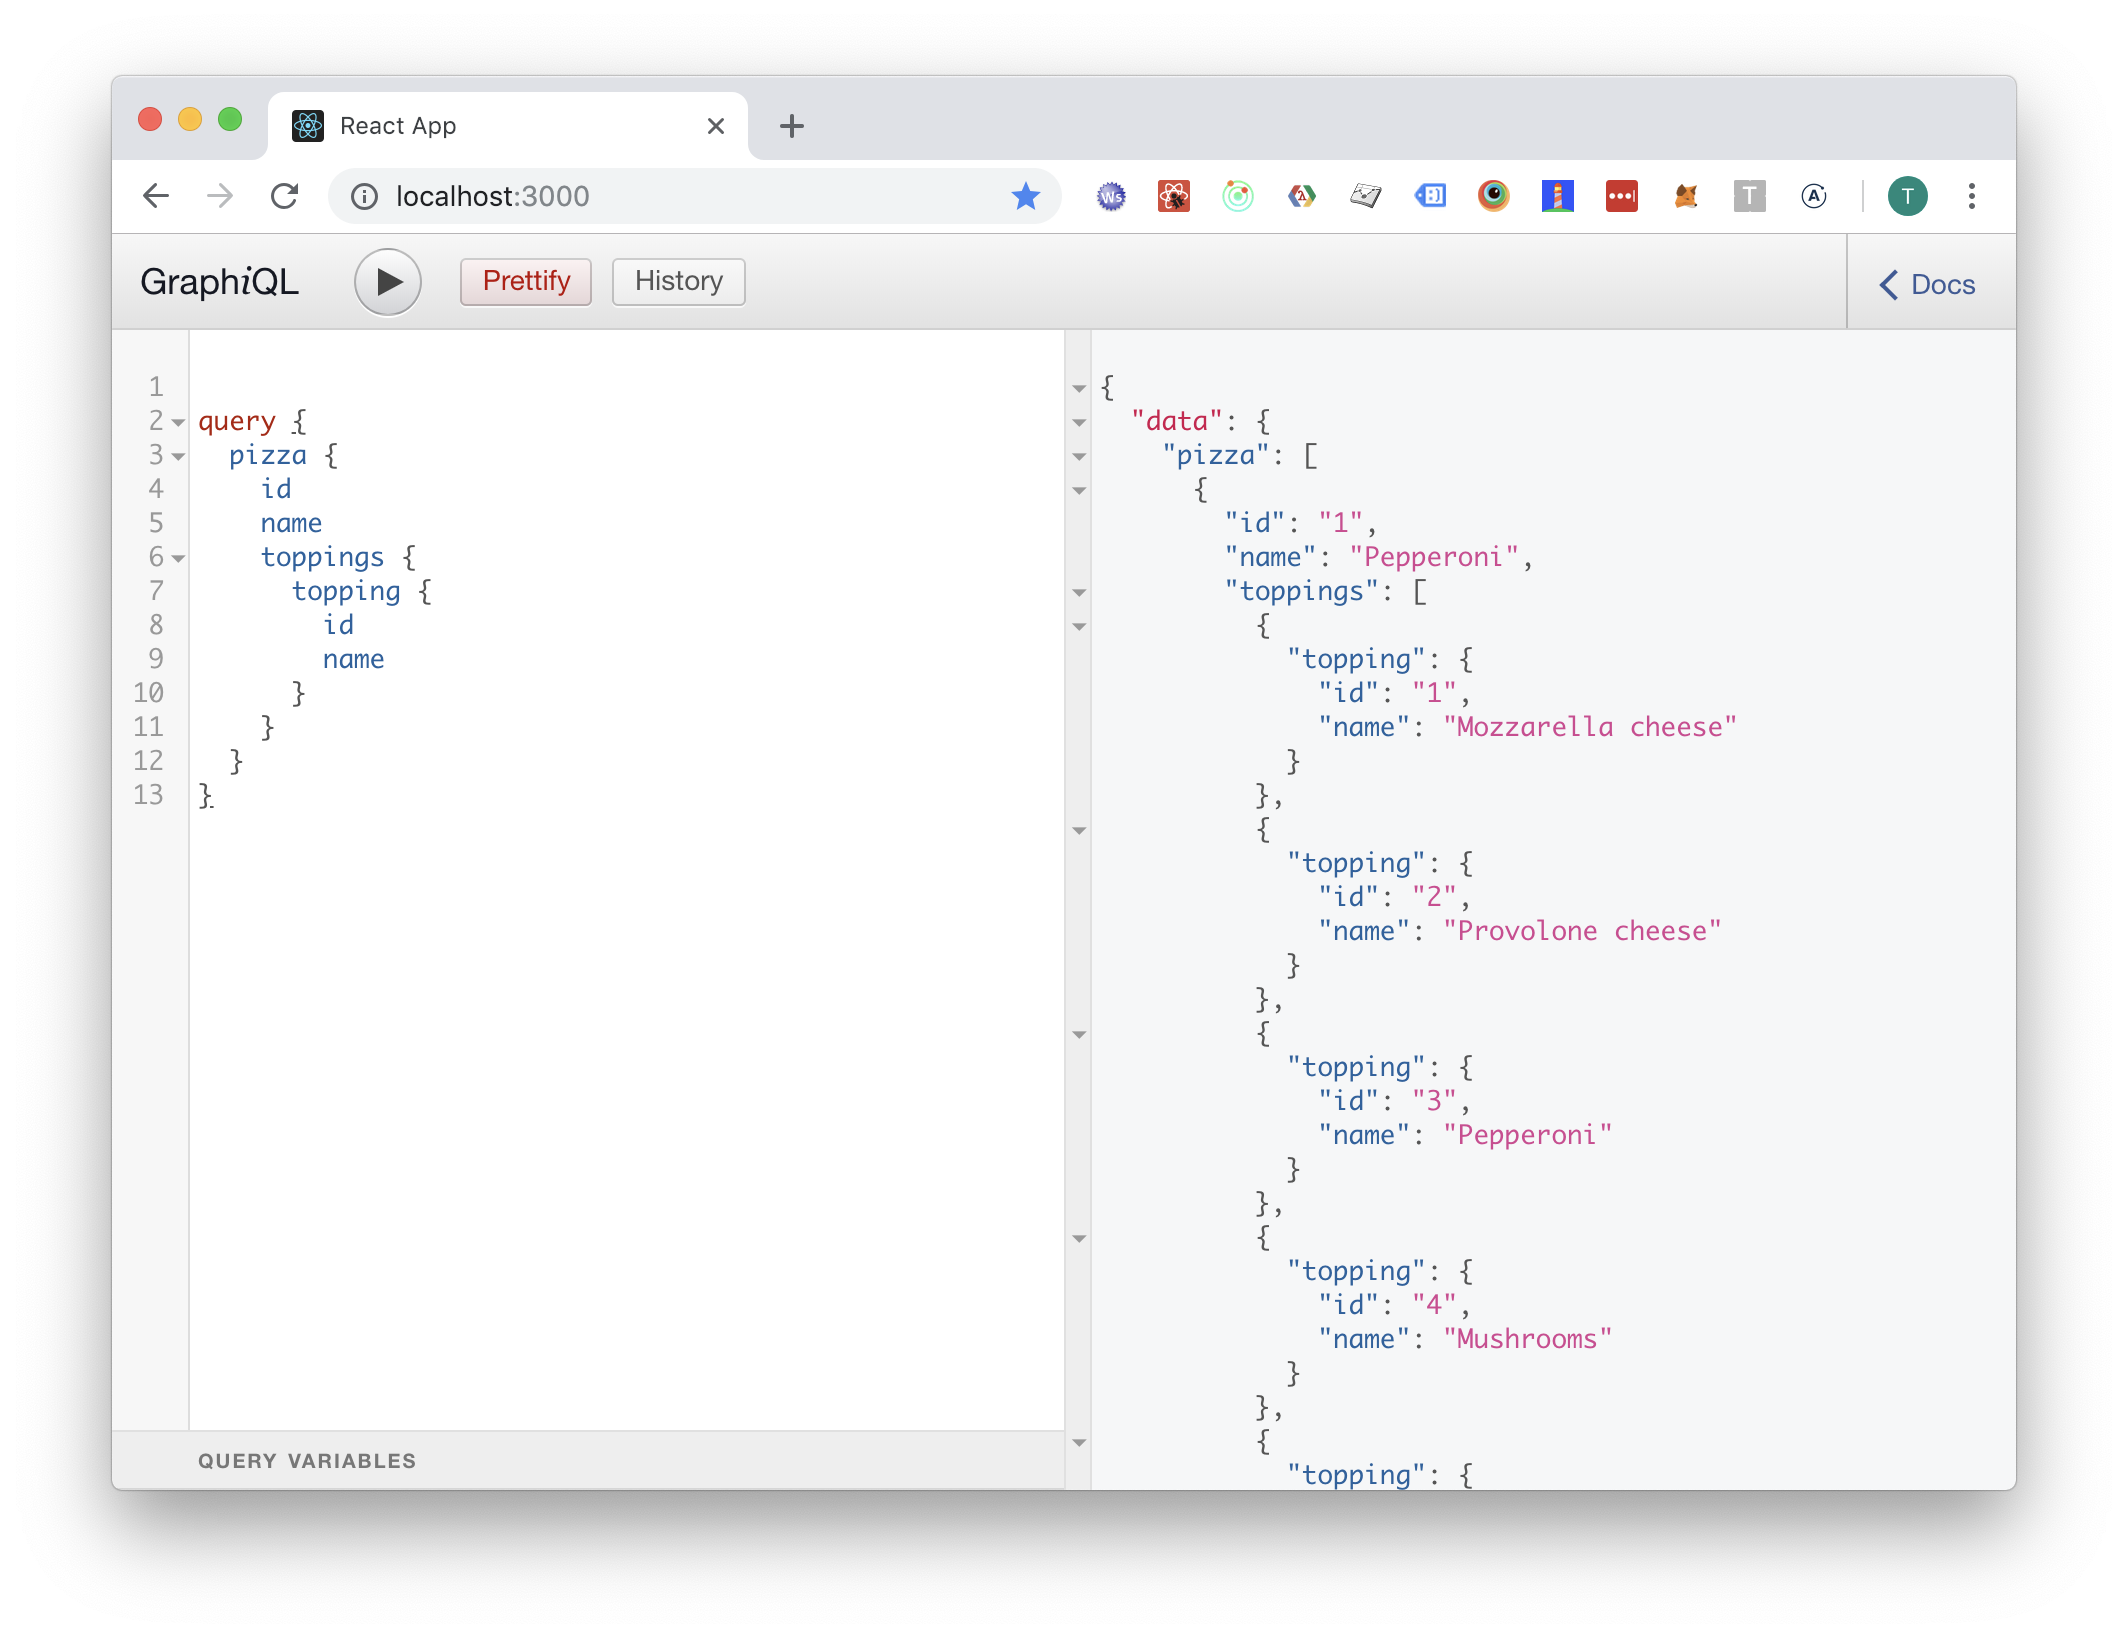 React App
localhost:3000
Ws
T
A
T
GraphiQL
Prettify
History
Docs
1
2 query {
3   pizza {
4     id
5     name
6     toppings {
7       topping {
8         id
9         name
10       }
11     }
12   }
13 }
QUERY VARIABLES
{
  "data": {
    "pizza": [
      {
        "id": "1",
        "name": "Pepperoni",
        "toppings": [
          {
            "topping": {
              "id": "1",
              "name": "Mozzarella cheese"
            }
          },
          {
            "topping": {
              "id": "2",
              "name": "Provolone cheese"
            }
          },
          {
            "topping": {
              "id": "3",
              "name": "Pepperoni"
            }
          },
          {
            "topping": {
              "id": "4",
              "name": "Mushrooms"
            }
          },
          {
            "topping": {